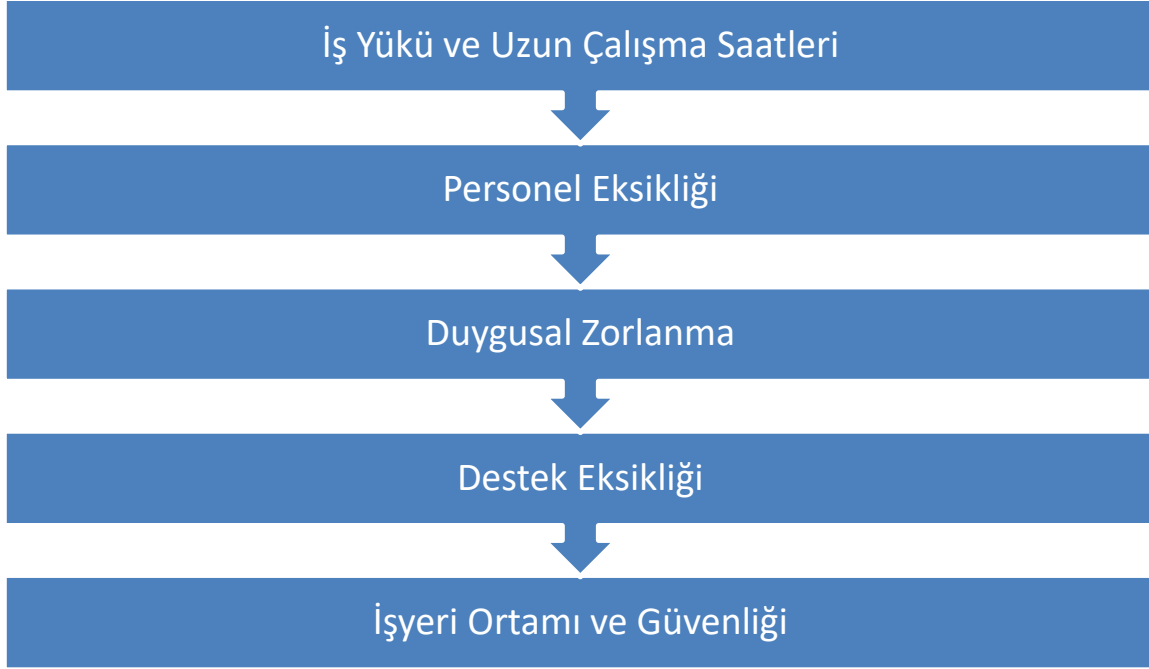 İş Yükü ve Uzun Çalışma Saatleri
Personel Eksikliği
Duygusal Zorlanma
Destek Eksikliği
İşyeri Ortamı ve Güvenliği